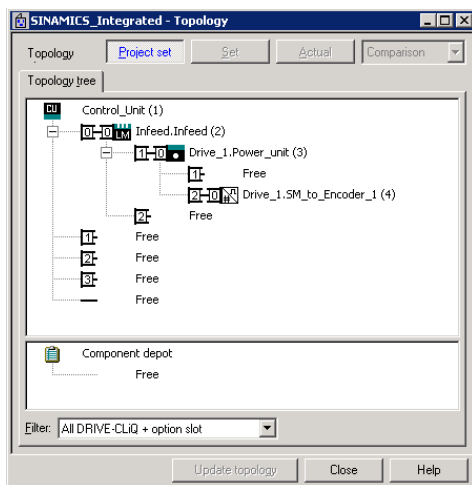 SINAMICS_Integrated - Topology
Topology Project set Set Actual Comparison
Topology tree
CU Control_Unit (1)
0 0 LM Infeed.Infeed (2)
1 0 Drive_1.Power_unit (3)
1 Free
2 0 Drive_1.SM_to_Encoder_1 (4)
2 Free
1 Free
2 Free
3 Free
Free
Component depot
Free
Filter: All DRIVE-CLiQ + option slot
Update topology Close Help